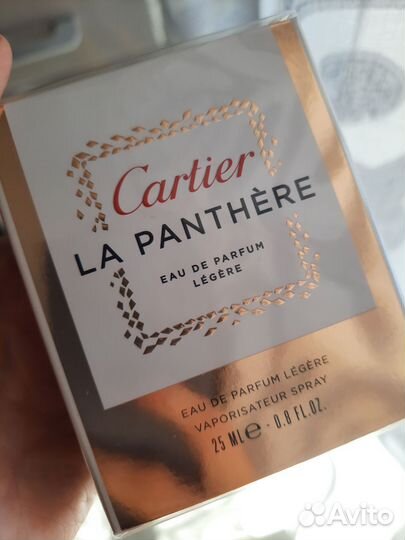 Cartier
LA PANTHÈRE
EAU DE PARFUM
LÉGÈRE
EAU DE PARFUM LÉGÈRE
VAPORISATEUR SPRAY
25 ML℮ - 0.8 FL.OZ.
Avito